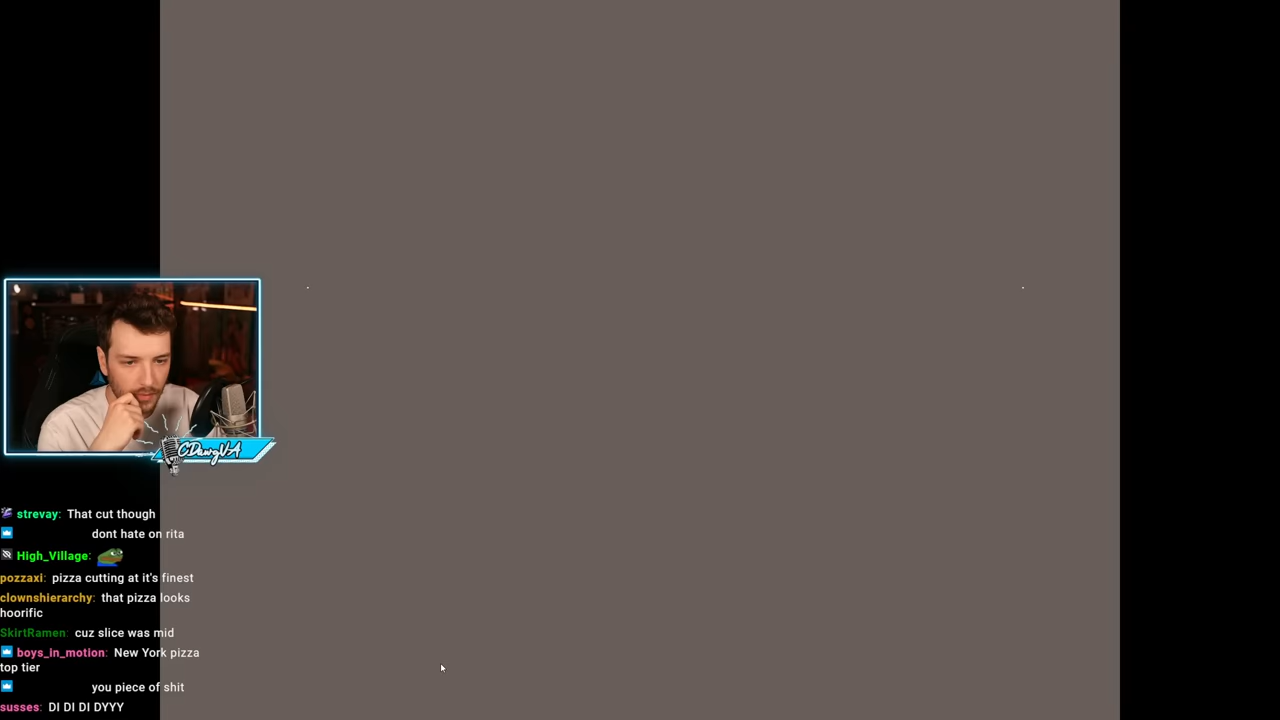 CDawgVA
strevay: That cut though
dont hate on rita
High_Village:
pozzaxi: pizza cutting at it's finest
clownshierarchy: that pizza looks
hoorific
SkirtRamen: cuz slice was mid
boys_in_motion: New York pizza
top tier
you piece of shit
susses: DI DI DI DYYY